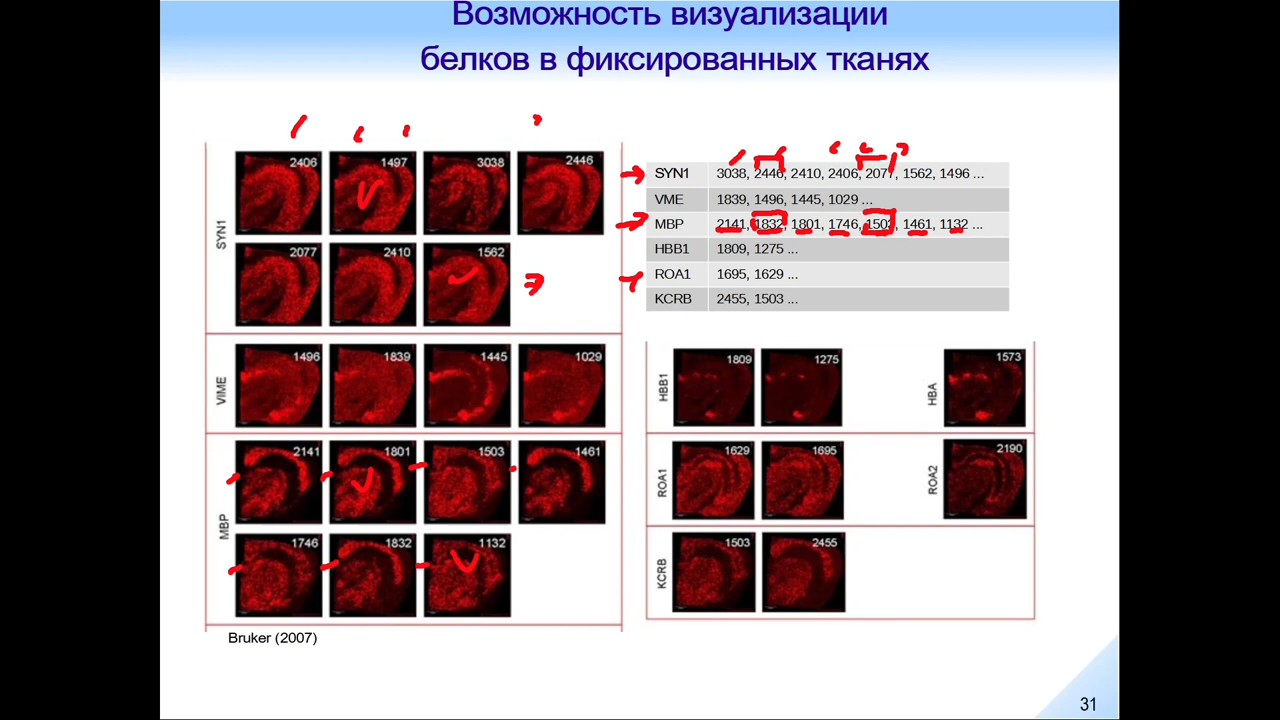 Возможность визуализации
белков в фиксированных тканях
SYN1
2406
1497
3038
2446
2077
2410
1562
VIME
1496
1839
1445
1029
MBP
2141
1801
1503
1461
1746
1832
1132
Bruker (2007)
SYN1 3038, 2446, 2410, 2406, 2077, 1562, 1496 ...
VME 1839, 1496, 1445, 1029 ...
MBP 2141, 1832, 1801, 1746, 1503, 1461, 1132 ...
HBB1 1809, 1275 ...
ROA1 1695, 1629 ...
KCRB 2455, 1503 ...
HBB1
1809
1275
HBA
1573
ROA1
1629
1695
ROA2
2190
KCRB
1503
2455
31